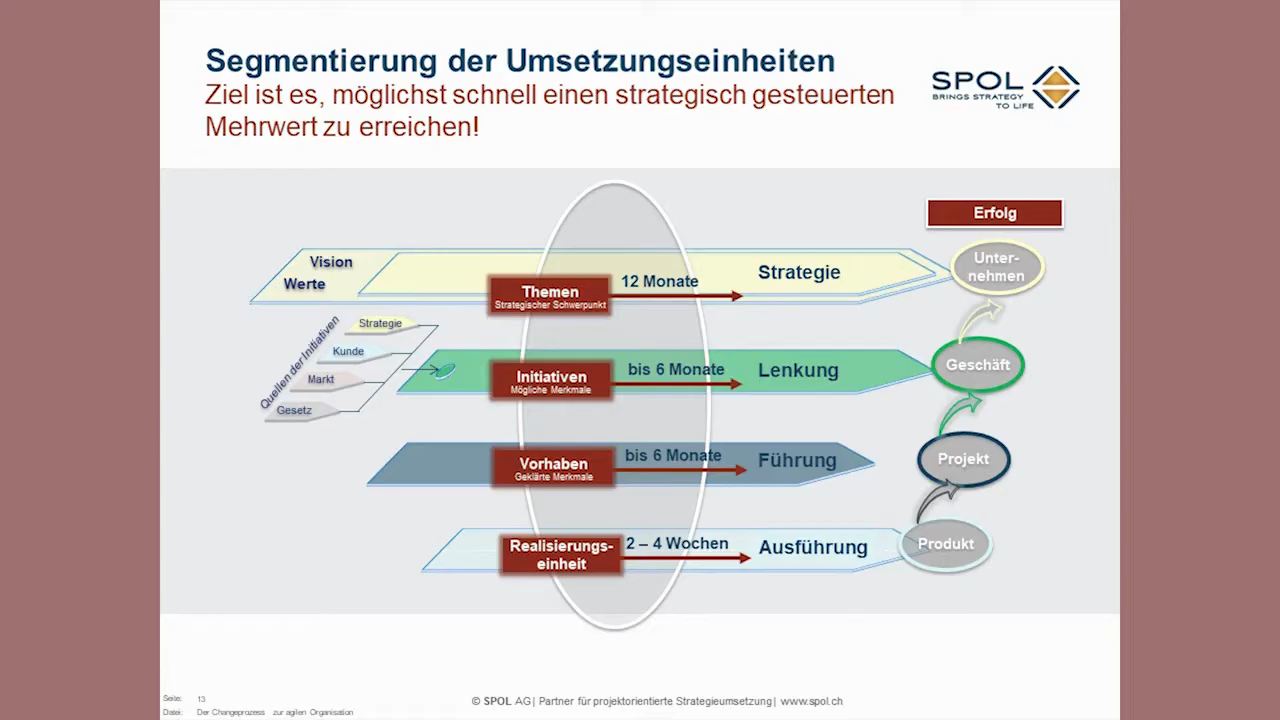 Segmentierung der Umsetzungseinheiten
Ziel ist es, möglichst schnell einen strategisch gesteuerten
Mehrwert zu erreichen!
SPOL
BRINGS STRATEGY
TO LIFE
Erfolg
Vision
Werte
Themen
Strategischer Schwerpunkt
12 Monate
Strategie
Unter-
nehmen
Quellen der Initiativen
Strategie
Kunde
Markt
Gesetz
Initiativen
Mögliche Merkmale
bis 6 Monate
Lenkung
Geschäft
Vorhaben
Geklärte Merkmale
bis 6 Monate
Führung
Projekt
Realisierungs-
einheit
2 – 4 Wochen
Ausführung
Produkt
Seite: 13
Datei: Der Changeprozess zur agilen Organisation
© SPOL AG | Partner für projektorientierte Strategieumsetzung | www.spol.ch